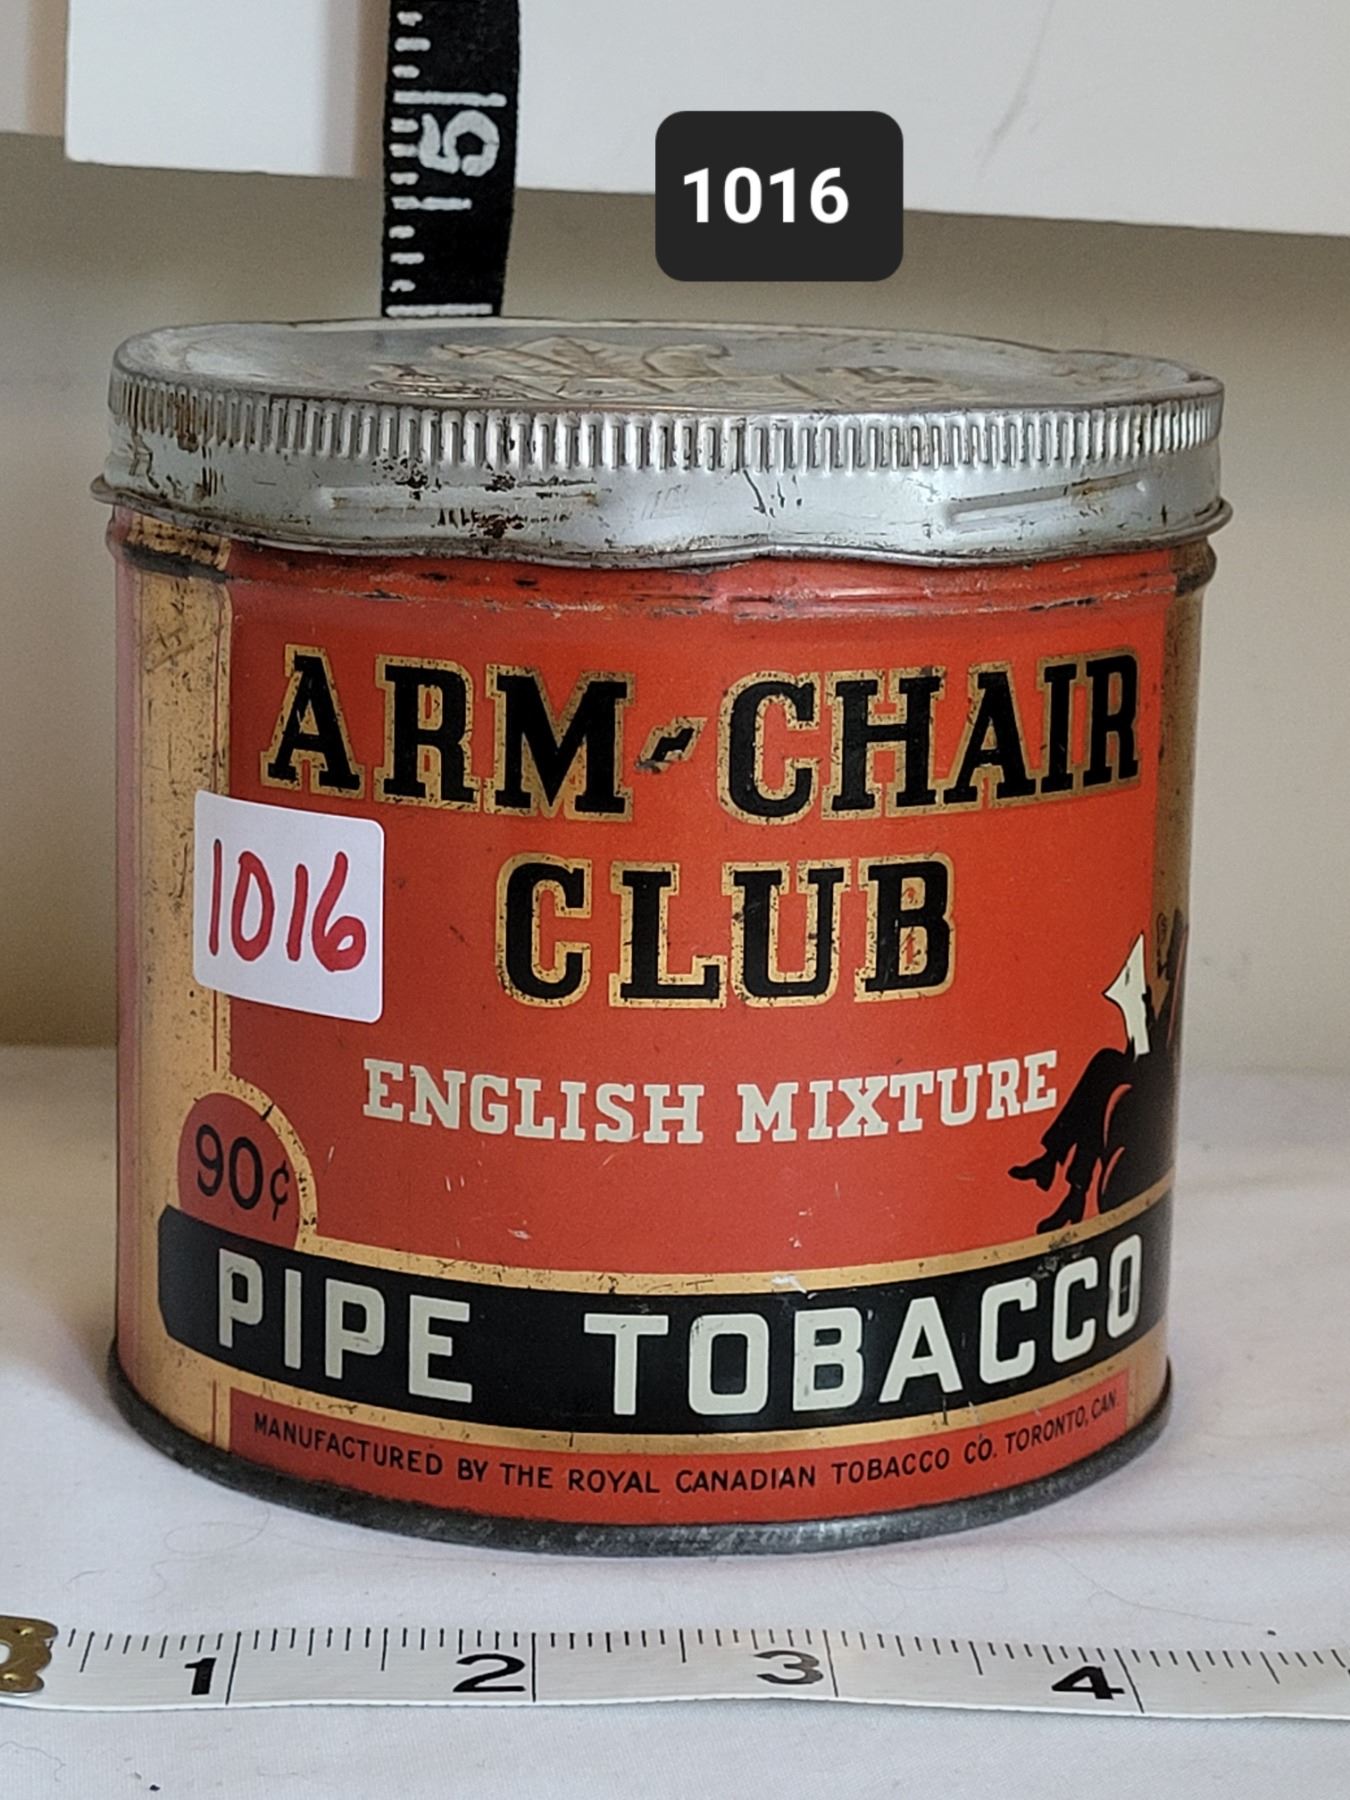 5
1016
ARM-CHAIR
CLUB
1016
ENGLISH MIXTURE
90¢
PIPE TOBACCO
MANUFACTURED BY THE ROYAL CANADIAN TOBACCO CO. TORONTO, CAN.
1 2 3 4